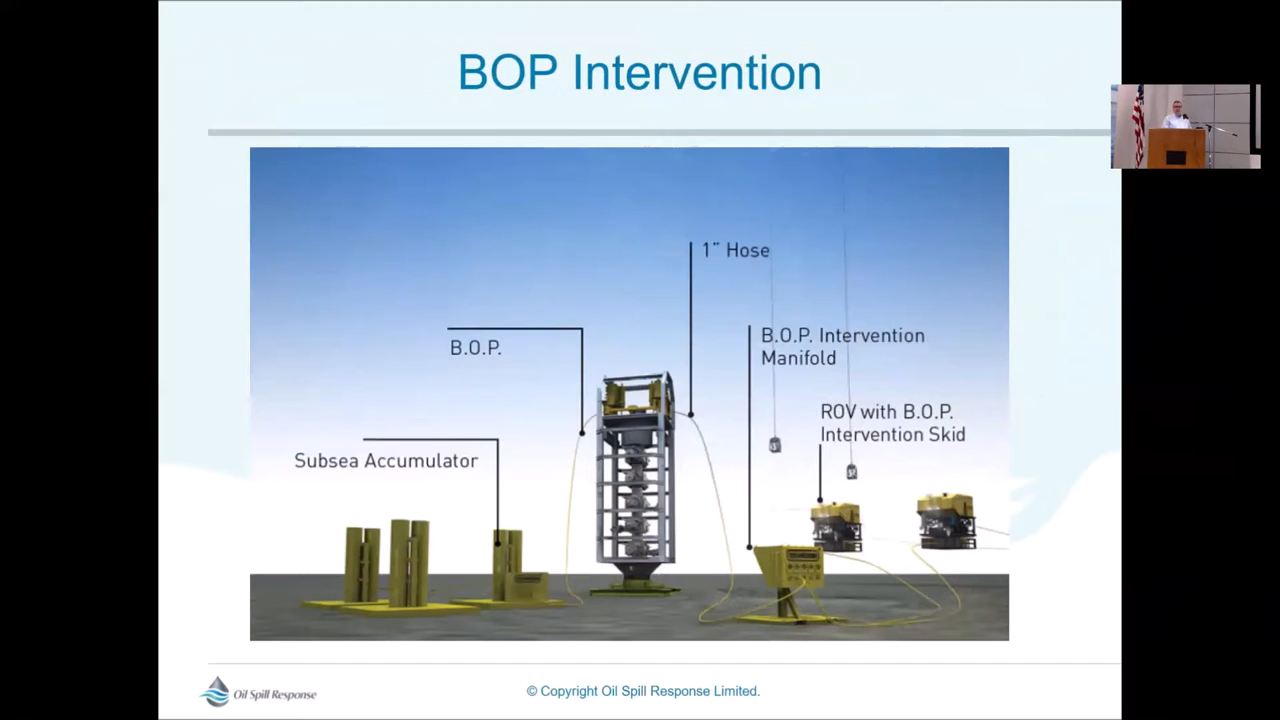 BOP Intervention
1" Hose
B.O.P. Intervention
Manifold
B.O.P.
ROV with B.O.P.
Intervention Skid
Subsea Accumulator
Oil Spill Response
© Copyright Oil Spill Response Limited.